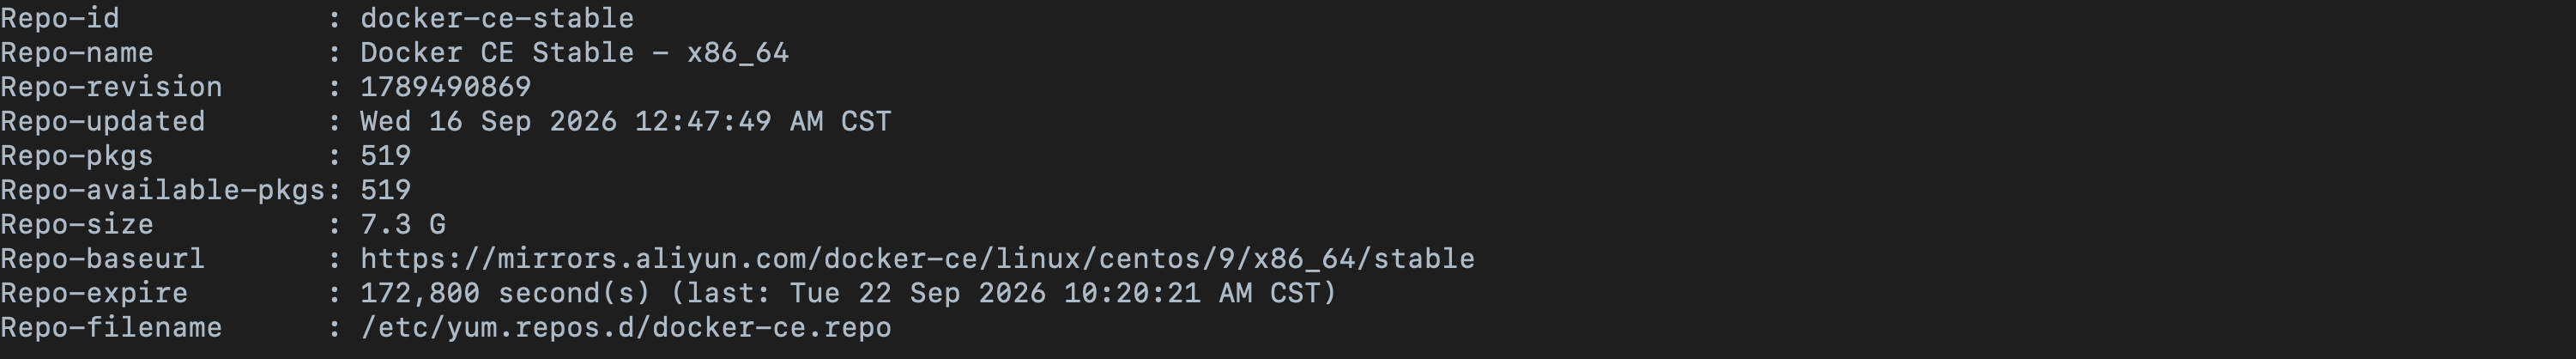 Repo-id            : docker-ce-stable
Repo-name          : Docker CE Stable - x86_64
Repo-revision      : 1789490869
Repo-updated       : Wed 16 Sep 2026 12:47:49 AM CST
Repo-pkgs          : 519
Repo-available-pkgs: 519
Repo-size          : 7.3 G
Repo-baseurl       : https://mirrors.aliyun.com/docker-ce/linux/centos/9/x86_64/stable
Repo-expire        : 172,800 second(s) (last: Tue 22 Sep 2026 10:20:21 AM CST)
Repo-filename      : /etc/yum.repos.d/docker-ce.repo